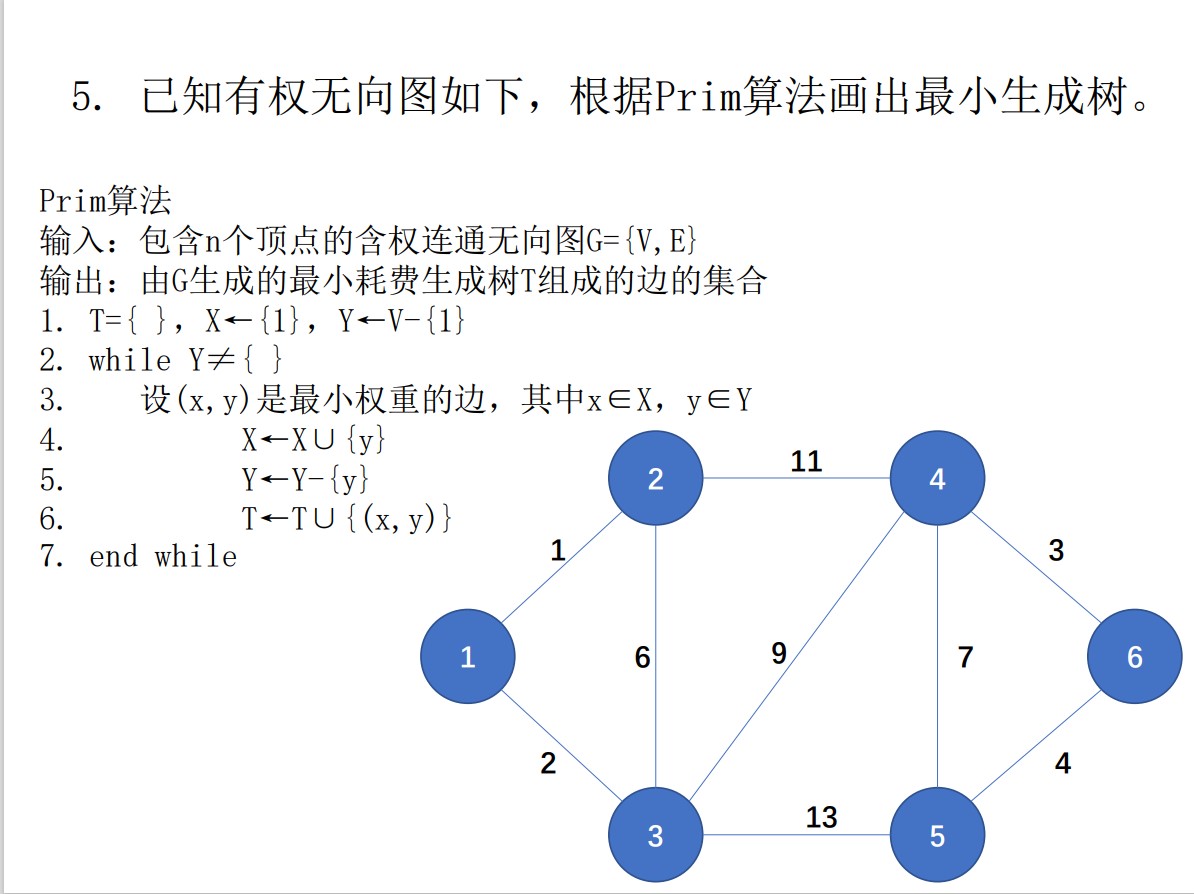 5. 已知有权无向图如下，根据Prim算法画出最小生成树。
Prim算法
输入：包含n个顶点的含权连通无向图G={V,E}
输出：由G生成的最小耗费生成树T组成的边的集合
1. T={ }，X←{1}，Y←V-{1}
2. while Y≠{ }
3. 设(x,y)是最小权重的边，其中x∈X，y∈Y
4. X←X∪{y}
5. Y←Y-{y}
6. T←T∪{(x,y)}
7. end while
11
2
4
1
3
1
6
9
7
6
2
4
13
3
5